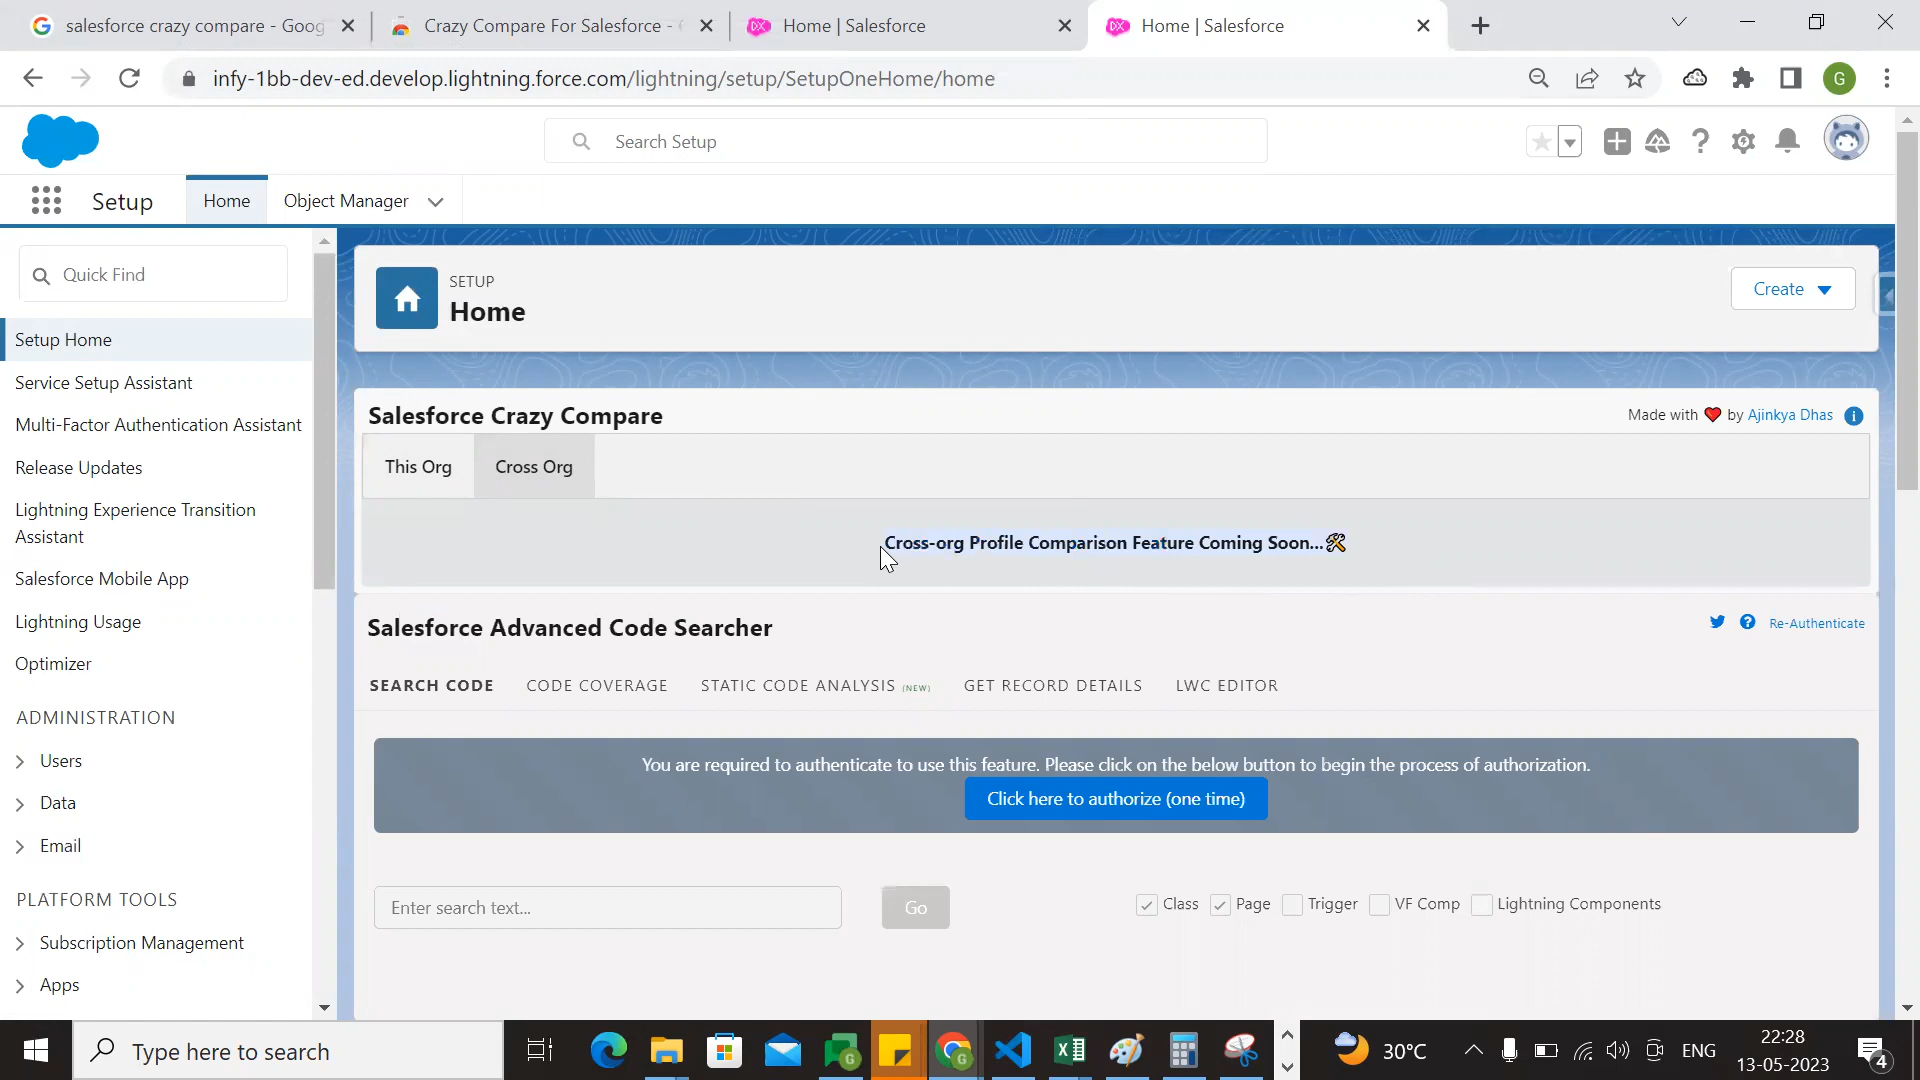 salesforce crazy compare - Goog
Crazy Compare For Salesforce -
Home | Salesforce
Home | Salesforce
infy-1bb-dev-ed.develop.lightning.force.com/lightning/setup/SetupOneHome/home
G
Search Setup
Setup
Home
Object Manager
Quick Find
SETUP
Home
Create
Setup Home
Service Setup Assistant
Multi-Factor Authentication Assistant
Release Updates
Lightning Experience Transition
Assistant
Salesforce Mobile App
Lightning Usage
Optimizer
ADMINISTRATION
Users
Data
Email
PLATFORM TOOLS
Subscription Management
Apps
Salesforce Crazy Compare
Made with ❤ by Ajinkya Dhas
This Org
Cross Org
Cross-org Profile Comparison Feature Coming Soon...🛠
Salesforce Advanced Code Searcher
Re-Authenticate
SEARCH CODE
CODE COVERAGE
STATIC CODE ANALYSIS (NEW)
GET RECORD DETAILS
LWC EDITOR
You are required to authenticate to use this feature. Please click on the below button to begin the process of authorization.
Click here to authorize (one time)
Enter search text...
Go
Class
Page
Trigger
VF Comp
Lightning Components
Type here to search
30°C
ENG
22:28
13-05-2023
4